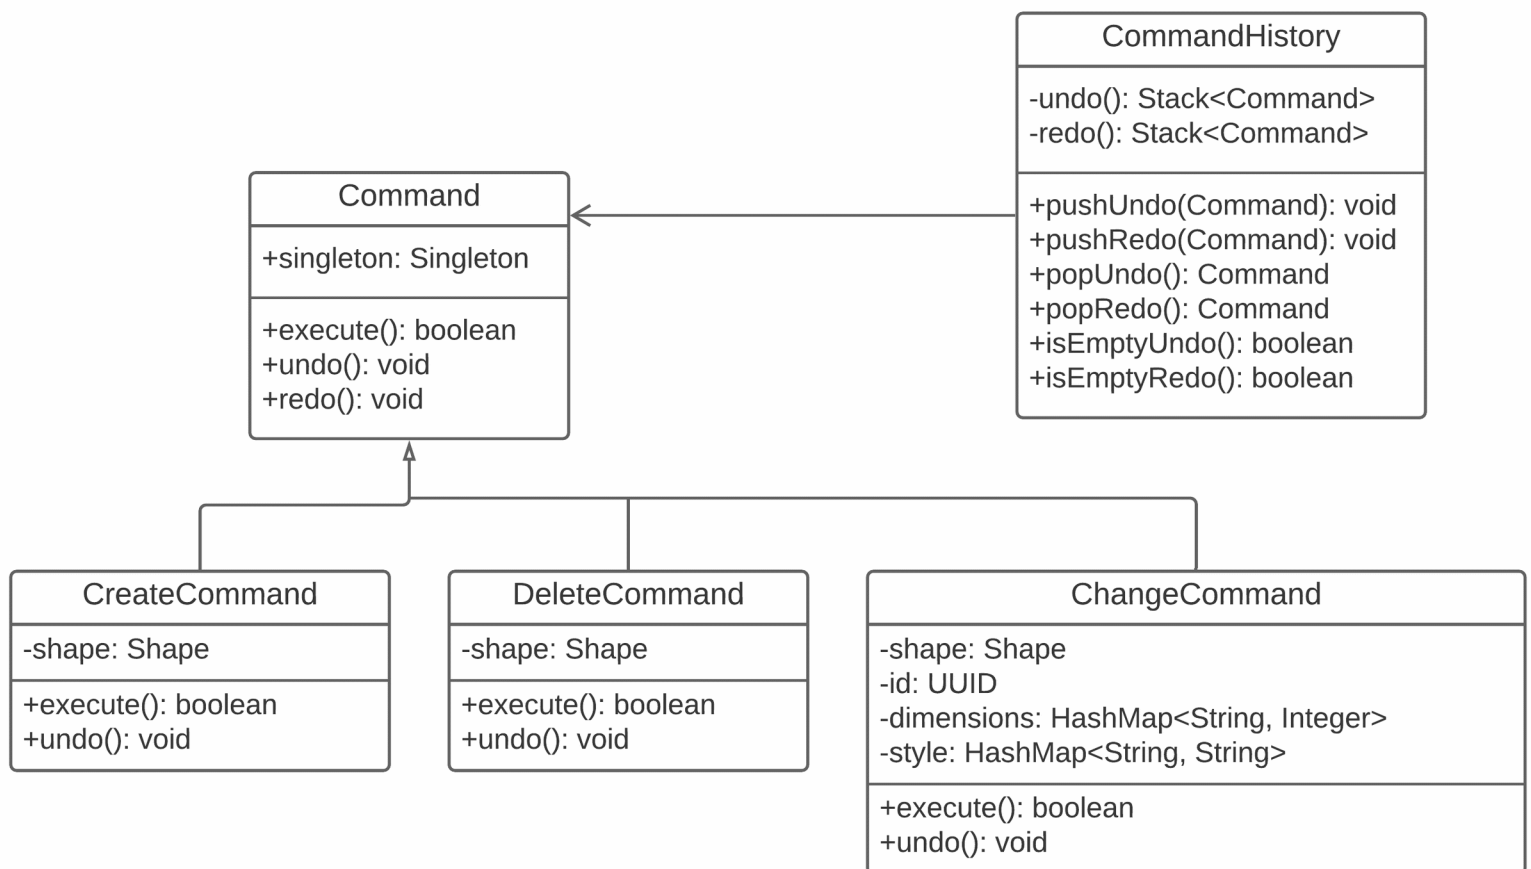 CommandHistory
-undo(): Stack<Command>
-redo(): Stack<Command>
+pushUndo(Command): void
+pushRedo(Command): void
+popUndo(): Command
+popRedo(): Command
+isEmptyUndo(): boolean
+isEmptyRedo(): boolean
Command
+singleton: Singleton
+execute(): boolean
+undo(): void
+redo(): void
CreateCommand
-shape: Shape
+execute(): boolean
+undo(): void
DeleteCommand
-shape: Shape
+execute(): boolean
+undo(): void
ChangeCommand
-shape: Shape
-id: UUID
-dimensions: HashMap<String, Integer>
-style: HashMap<String, String>
+execute(): boolean
+undo(): void